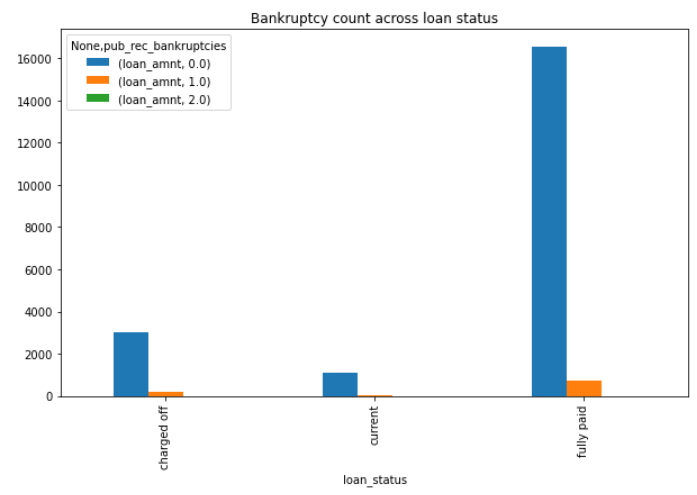 Bankruptcy count across loan status
None,pub_rec_bankruptcies
(loan_amnt, 0.0)
(loan_amnt, 1.0)
(loan_amnt, 2.0)
16000
14000
12000
10000
8000
6000
4000
2000
0
charged off
current
fully paid
loan_status